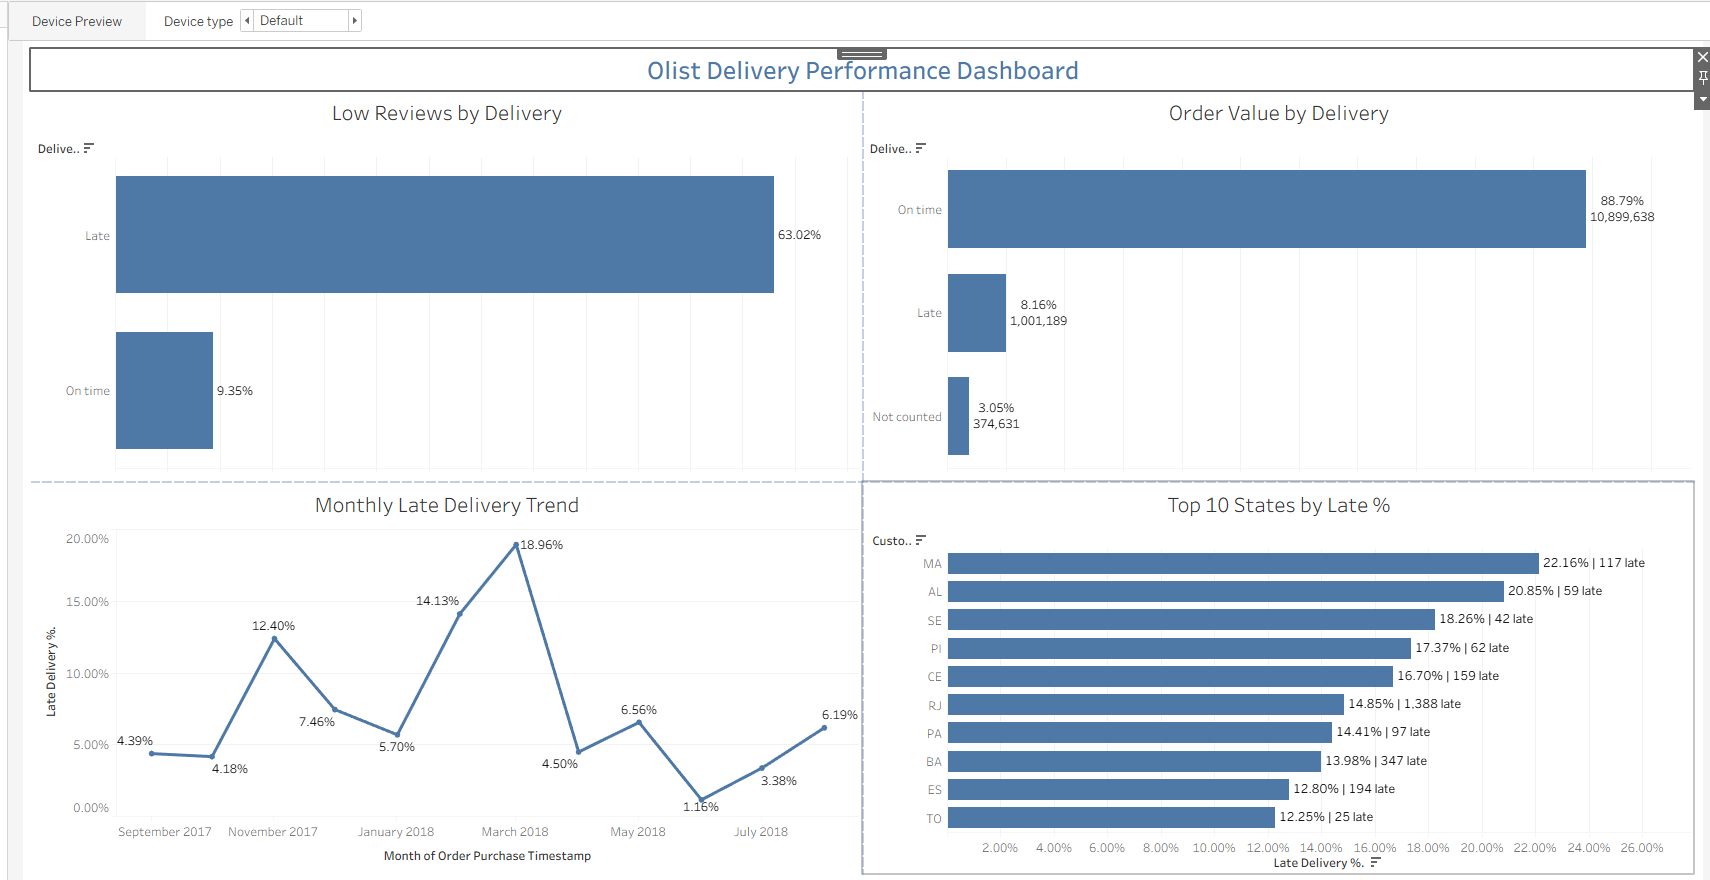 Device Preview
Device type
Default
Olist Delivery Performance Dashboard
Low Reviews by Delivery
Delive..
Late
63.02%
On time
9.35%
Order Value by Delivery
Delive..
On time
88.79%
10,899,638
Late
8.16%
1,001,189
Not counted
3.05%
374,631
Monthly Late Delivery Trend
Late Delivery %.
20.00%
15.00%
10.00%
5.00%
0.00%
4.39%
4.18%
12.40%
7.46%
5.70%
14.13%
18.96%
4.50%
6.56%
1.16%
3.38%
6.19%
September 2017
November 2017
January 2018
March 2018
May 2018
July 2018
Month of Order Purchase Timestamp
Top 10 States by Late %
Custo..
MA
22.16% | 117 late
AL
20.85% | 59 late
SE
18.26% | 42 late
PI
17.37% | 62 late
CE
16.70% | 159 late
RJ
14.85% | 1,388 late
PA
14.41% | 97 late
BA
13.98% | 347 late
ES
12.80% | 194 late
TO
12.25% | 25 late
2.00%
4.00%
6.00%
8.00%
10.00%
12.00%
14.00%
16.00%
18.00%
20.00%
22.00%
24.00%
26.00%
Late Delivery %.